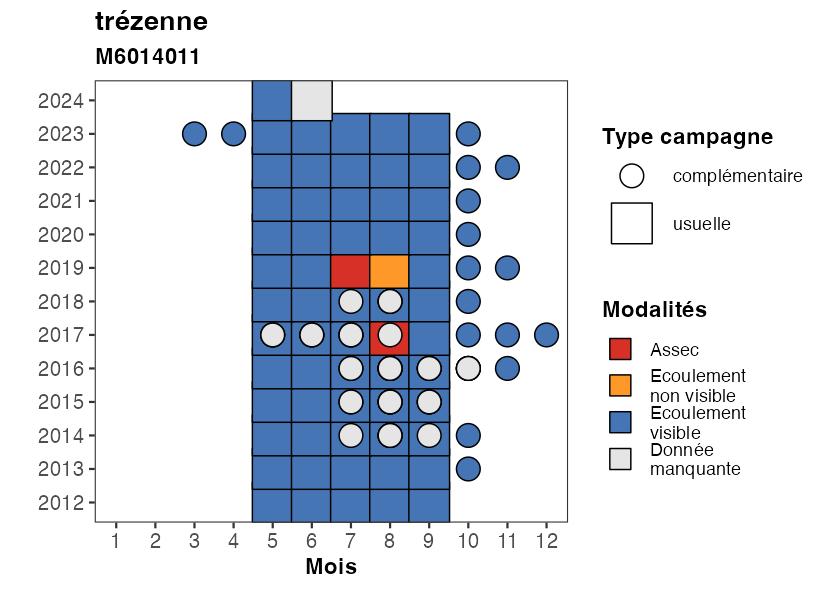 trézenne
M6014011
2024
2023
2022
2021
2020
2019
2018
2017
2016
2015
2014
2013
2012
1 2 3 4 5 6 7 8 9 10 11 12
Mois
Type campagne
complémentaire
usuelle
Modalités
Assec
Ecoulement
non visible
Ecoulement
visible
Donnée
manquante